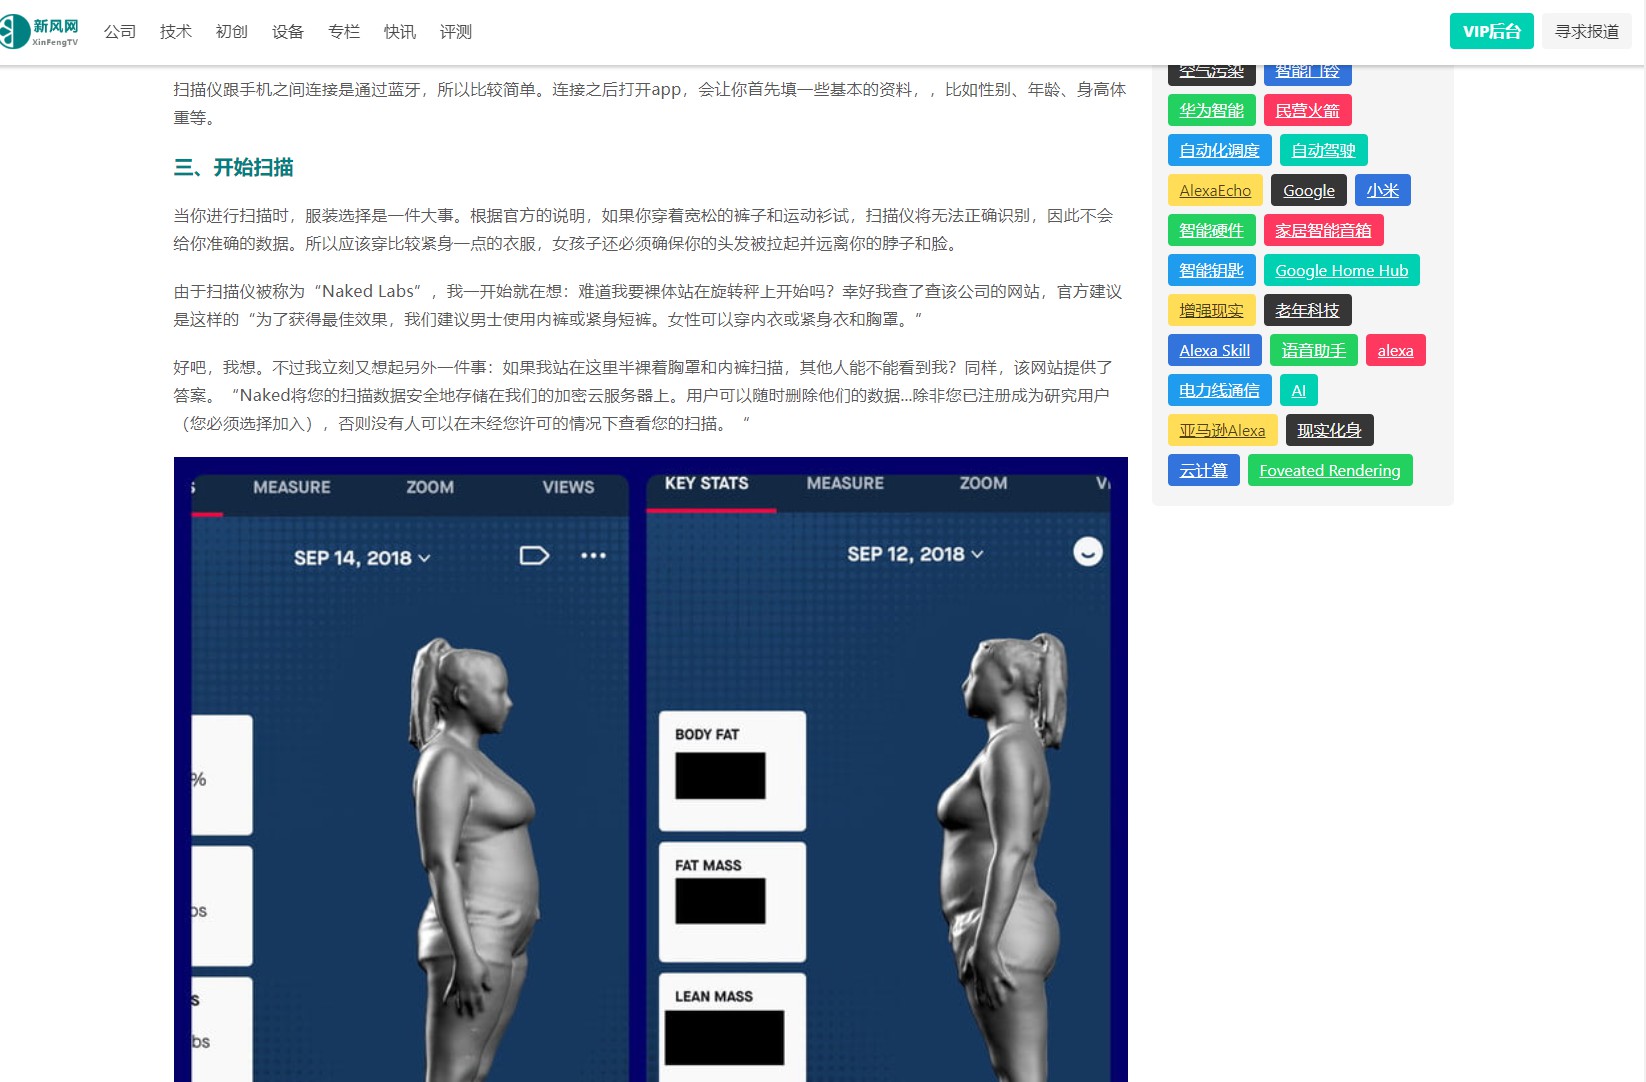 新风网
XinFengTV
公司 技术 初创 设备 专栏 快讯 评测
VIP后台 寻求报道
扫描仪跟手机之间连接是通过蓝牙，所以比较简单。连接之后打开app，会让你首先填一些基本的资料，，比如性别、年龄、身高体
重等。
三、开始扫描
当你进行扫描时，服装选择是一件大事。根据官方的说明，如果你穿着宽松的裤子和运动衫试，扫描仪将无法正确识别，因此不会
给你准确的数据。所以应该穿比较紧身一点的衣服，女孩子还必须确保你的头发被拉起并远离你的脖子和脸。
由于扫描仪被称为“Naked Labs”，我一开始就在想：难道我要裸体站在旋转秤上开始吗？幸好我查了查该公司的网站，官方建议
是这样的“为了获得最佳效果，我们建议男士使用内裤或紧身短裤。女性可以穿内衣或紧身衣和胸罩。“
好吧，我想。不过我立刻又想起另外一件事：如果我站在这里半裸着胸罩和内裤扫描，其他人能不能看到我？同样，该网站提供了
答案。“Naked将您的扫描数据安全地存储在我们的加密云服务器上。用户可以随时删除他们的数据...除非您已注册成为研究用户
（您必须选择加入），否则没有人可以在未经您许可的情况下查看您的扫描。“
S MEASURE ZOOM VIEWS
SEP 14, 2018
%
bs
s
bs
KEY STATS MEASURE ZOOM VI
SEP 12, 2018
BODY FAT
FAT MASS
LEAN MASS
空气污染 智能门铃
华为智能 民营火箭
自动化调度 自动驾驶
AlexaEcho Google 小米
智能硬件 家居智能音箱
智能钥匙 Google Home Hub
增强现实 老年科技
Alexa Skill 语音助手 alexa
电力线通信 AI
亚马逊Alexa 现实化身
云计算 Foveated Rendering